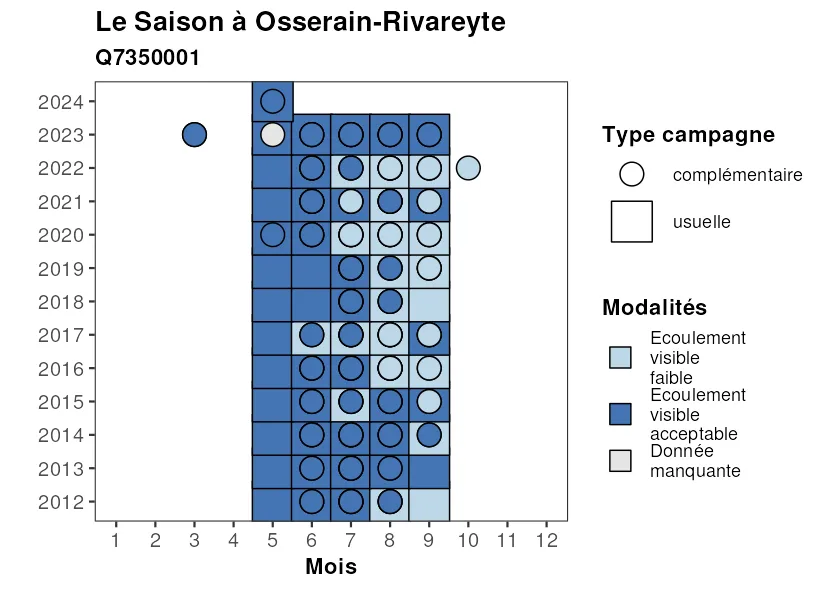 Le Saison à Osserain-Rivareyte
Q7350001
2024
2023
2022
2021
2020
2019
2018
2017
2016
2015
2014
2013
2012
1 2 3 4 5 6 7 8 9 10 11 12
Mois
Type campagne
complémentaire
usuelle
Modalités
Ecoulement
visible
faible
Ecoulement
visible
acceptable
Donnée
manquante